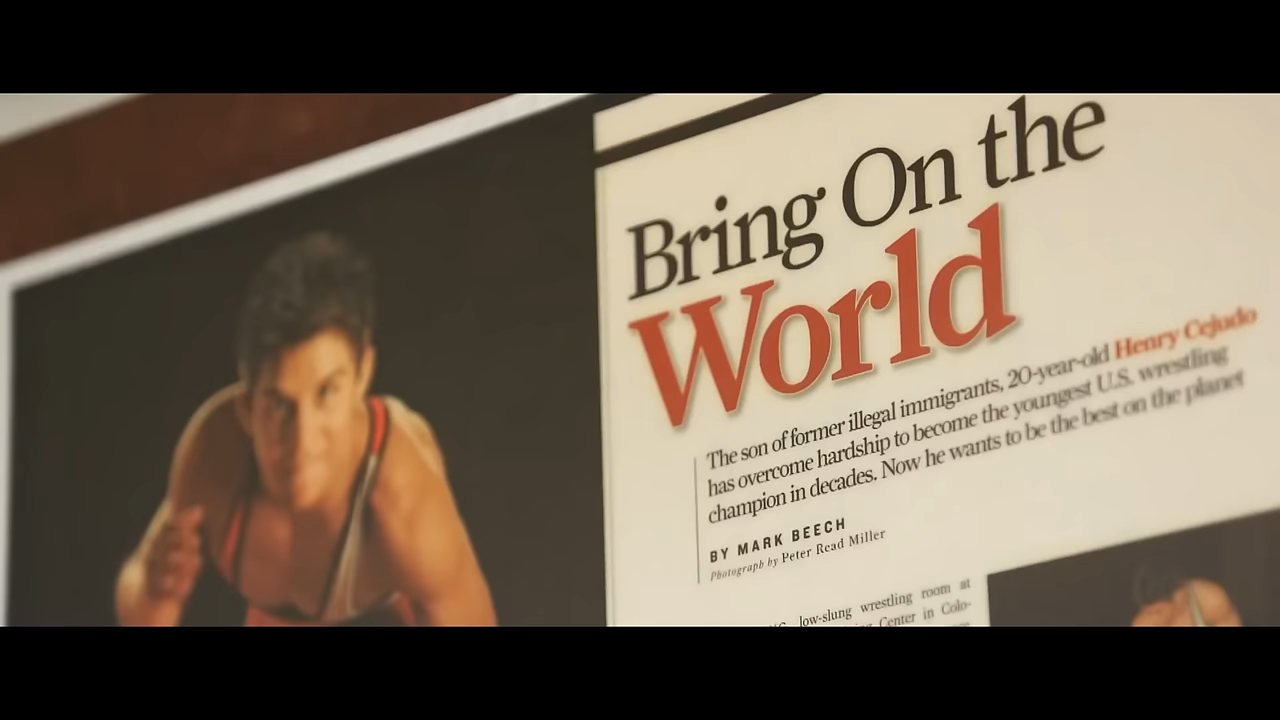 Bring On the
World
The son of former illegal immigrants, 20-year-old Henry Cejudo
has overcome hardship to become the youngest U.S. wrestling
champion in decades. Now he wants to be the best on the planet
BY MARK BEECH
Photograph by Peter Read Miller
low-slung wrestling room at
Center in Colo-